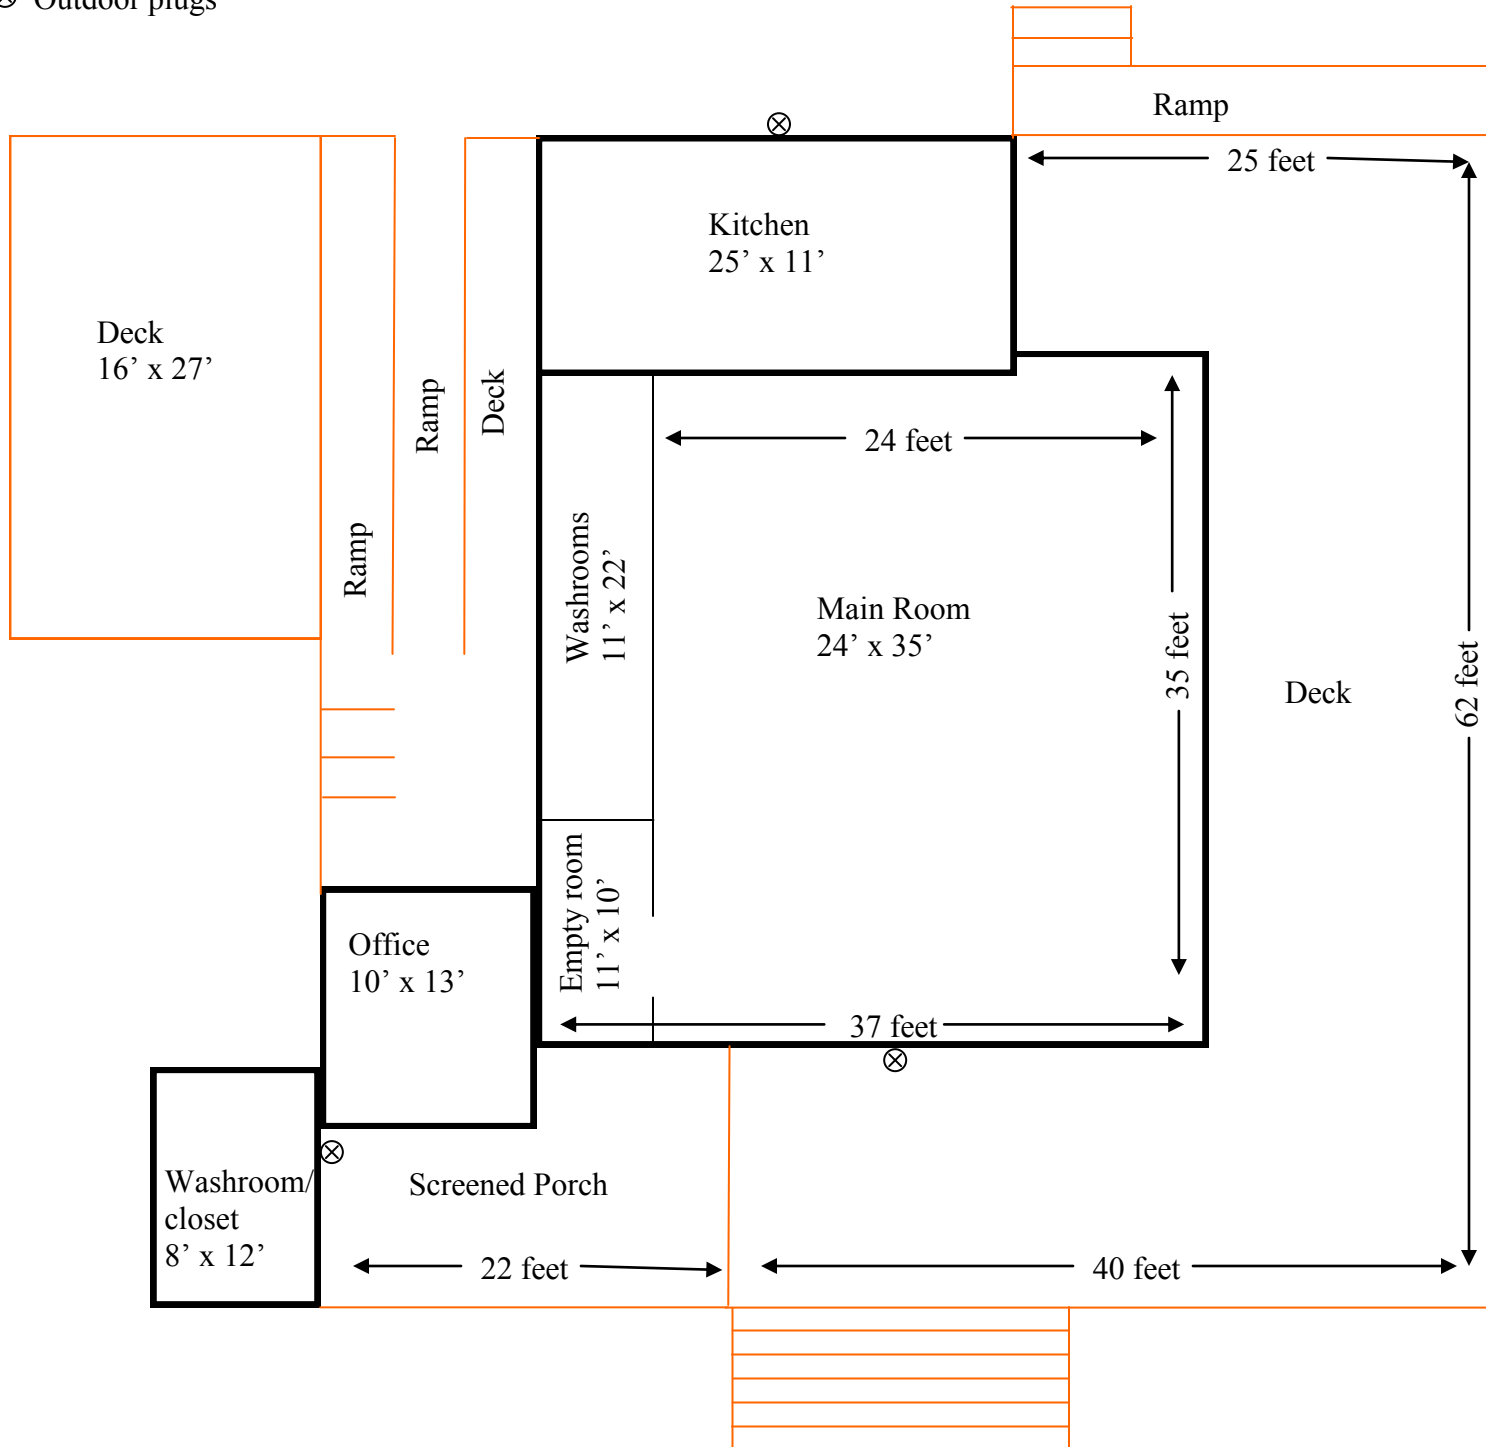 ⊗ Outdoor plugs
Ramp
25 feet
Kitchen
25’ x 11’
Deck
16’ x 27’
Ramp
Deck
24 feet
Ramp
Washrooms
11’ x 22’
Main Room
24’ x 35’
35 feet
Deck
62 feet
Empty room
11’ x 10’
Office
10’ x 13’
37 feet
Washroom/
closet
8’ x 12’
Screened Porch
22 feet
40 feet